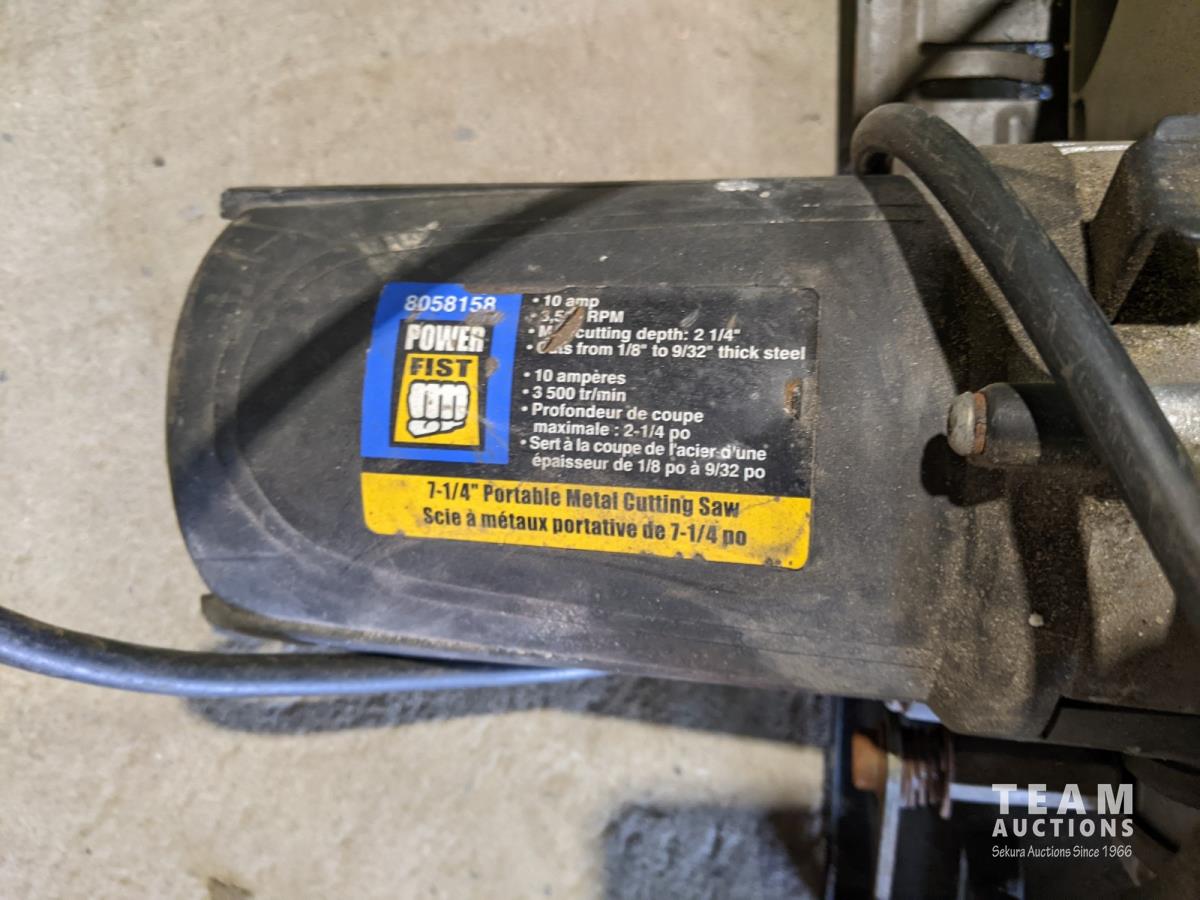 8058158
POWER
FIST
• 10 amp
RPM
cutting depth: 2 1/4"
• Cuts from 1/8" to 9/32" thick steel
• 10 ampères
• 3 500 tr/min
• Profondeur de coupe
maximale : 2-1/4 po
• Sert à la coupe de l'acier d'une
épaisseur de 1/8 po à 9/32 po
7-1/4" Portable Metal Cutting Saw
Scie à métaux portative de 7-1/4 po
TEAM
AUCTIONS
Sekura Auctions Since 1966